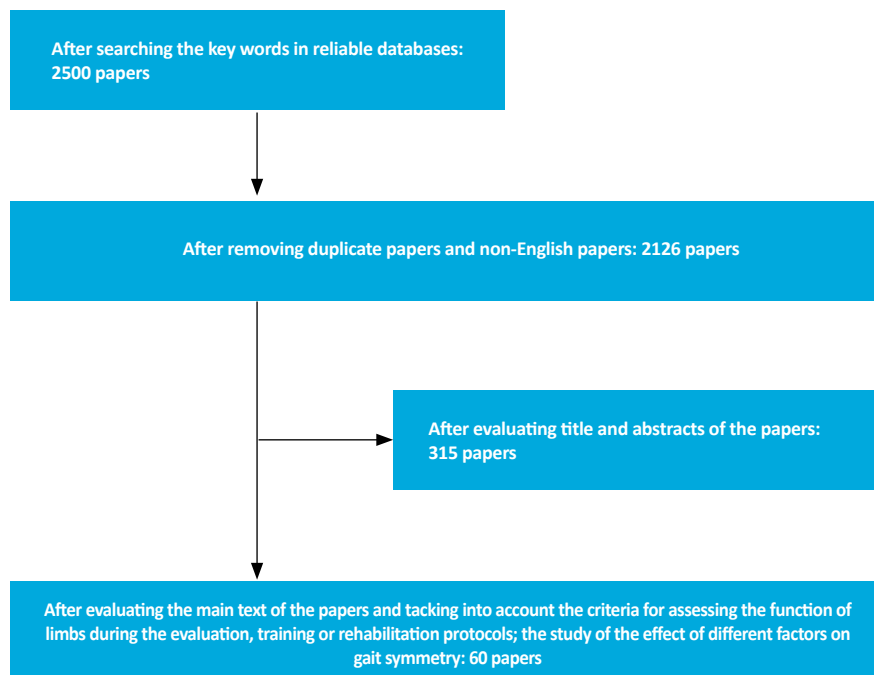 After searching the key words in reliable databases:
2500 papers
After removing duplicate papers and non-English papers: 2126 papers
After evaluating title and abstracts of the papers:
315 papers
After evaluating the main text of the papers and tacking into account the criteria for assessing the function of
limbs during the evaluation, training or rehabilitation protocols; the study of the effect of different factors on
gait symmetry: 60 papers